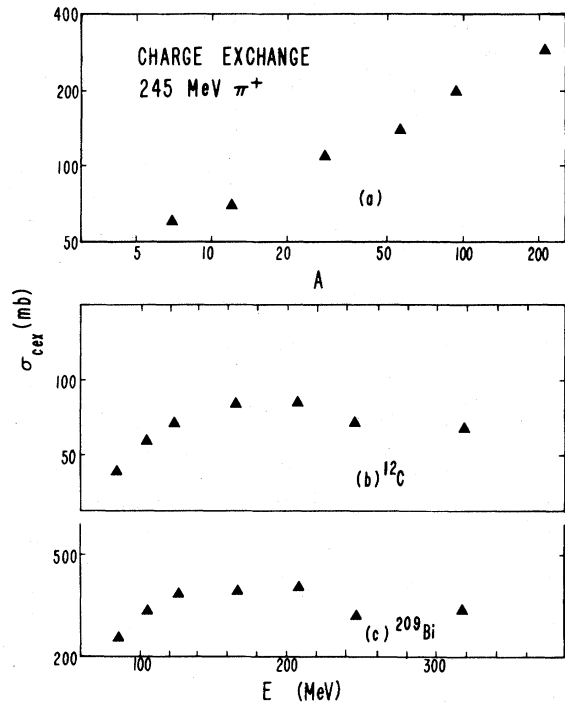 400
CHARGE EXCHANGE
245 MeV π⁺
200
100
(a)
50
5 10 20 50 100 200
A
σcex (mb)
100
50
(b) ¹²C
500
(c) ²⁰⁹Bi
200
100 200 300
E (MeV)